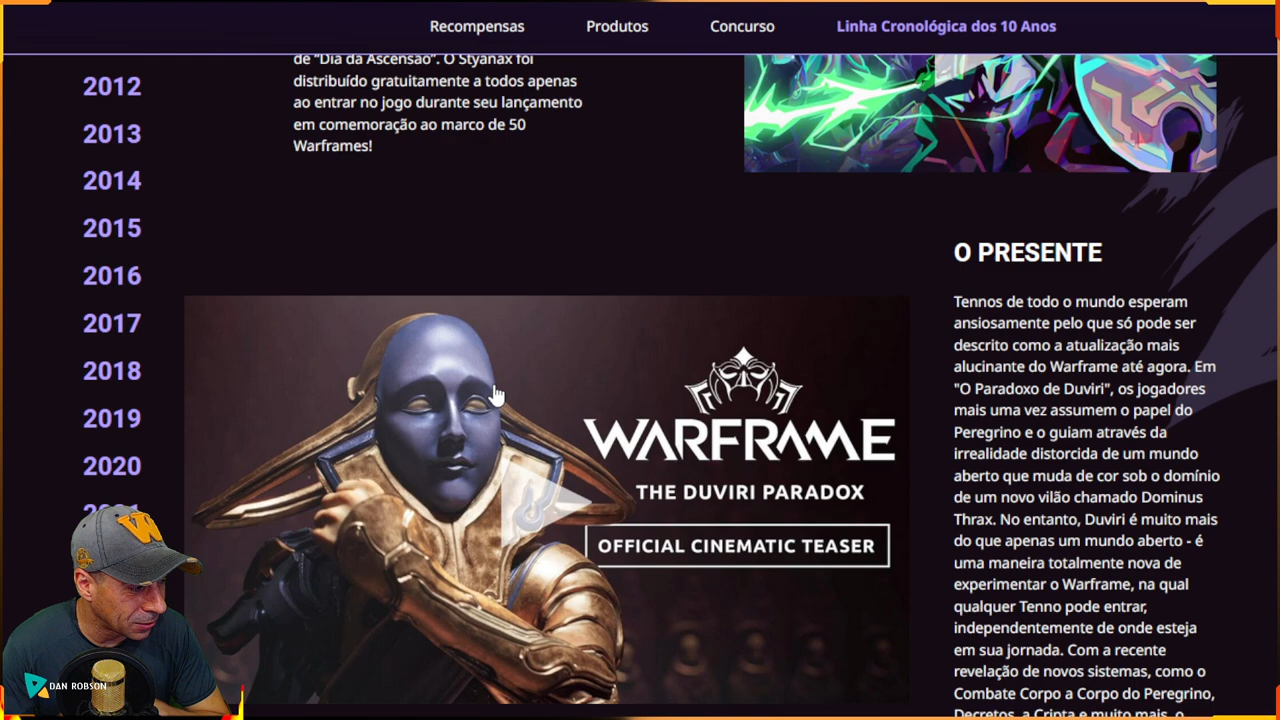 Recompensas
Produtos
Concurso
Linha Cronológica dos 10 Anos
2012
2013
2014
2015
2016
2017
2018
2019
2020
de "Dia da Ascensão". O Styanax foi
distribuído gratuitamente a todos apenas
ao entrar no jogo durante seu lançamento
em comemoração ao marco de 50
Warframes!
WARFRAME
THE DUVIRI PARADOX
OFFICIAL CINEMATIC TEASER
O PRESENTE
Tennos de todo o mundo esperam
ansiosamente pelo que só pode ser
descrito como a atualização mais
alucinante do Warframe até agora. Em
"O Paradoxo de Duviri", os jogadores
mais uma vez assumem o papel do
Peregrino e o guiam através da
irrealidade distorcida de um mundo
aberto que muda de cor sob o domínio
de um novo vilão chamado Dominus
Thrax. No entanto, Duviri é muito mais
do que apenas um mundo aberto - é
uma maneira totalmente nova de
experimentar o Warframe, na qual
qualquer Tenno pode entrar,
independentemente de onde esteja
em sua jornada. Com a recente
revelação de novos sistemas, como o
Combate Corpo a Corpo do Peregrino,
Decretos, a Cripta e muito mais, o
W
DAN ROBSON